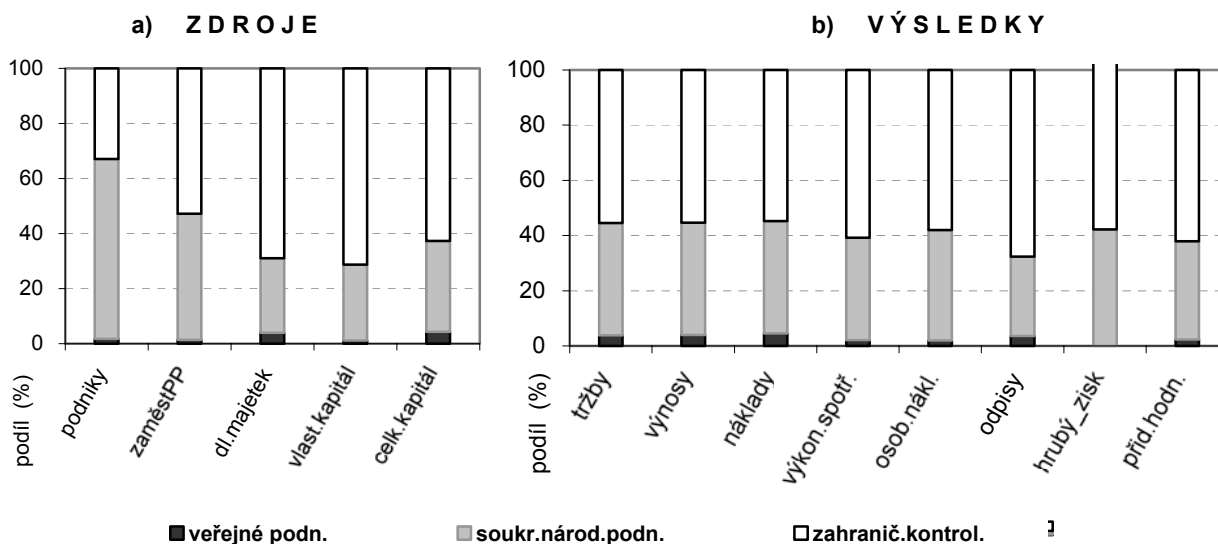 a) Z D R O J E
b) V Ý S L E D K Y
100
80
60
40
20
0
podíl (%)
podniky
zaměstPP
dl.majetek
vlast.kapitál
celk.kapitál
100
80
60
40
20
0
podíl (%)
tržby
výnosy
náklady
výkon.spotř.
osob.nákl.
odpisy
hrubý_zisk
přid.hodn.
veřejné podn.
soukr.národ.podn.
zahranič.kontrol.